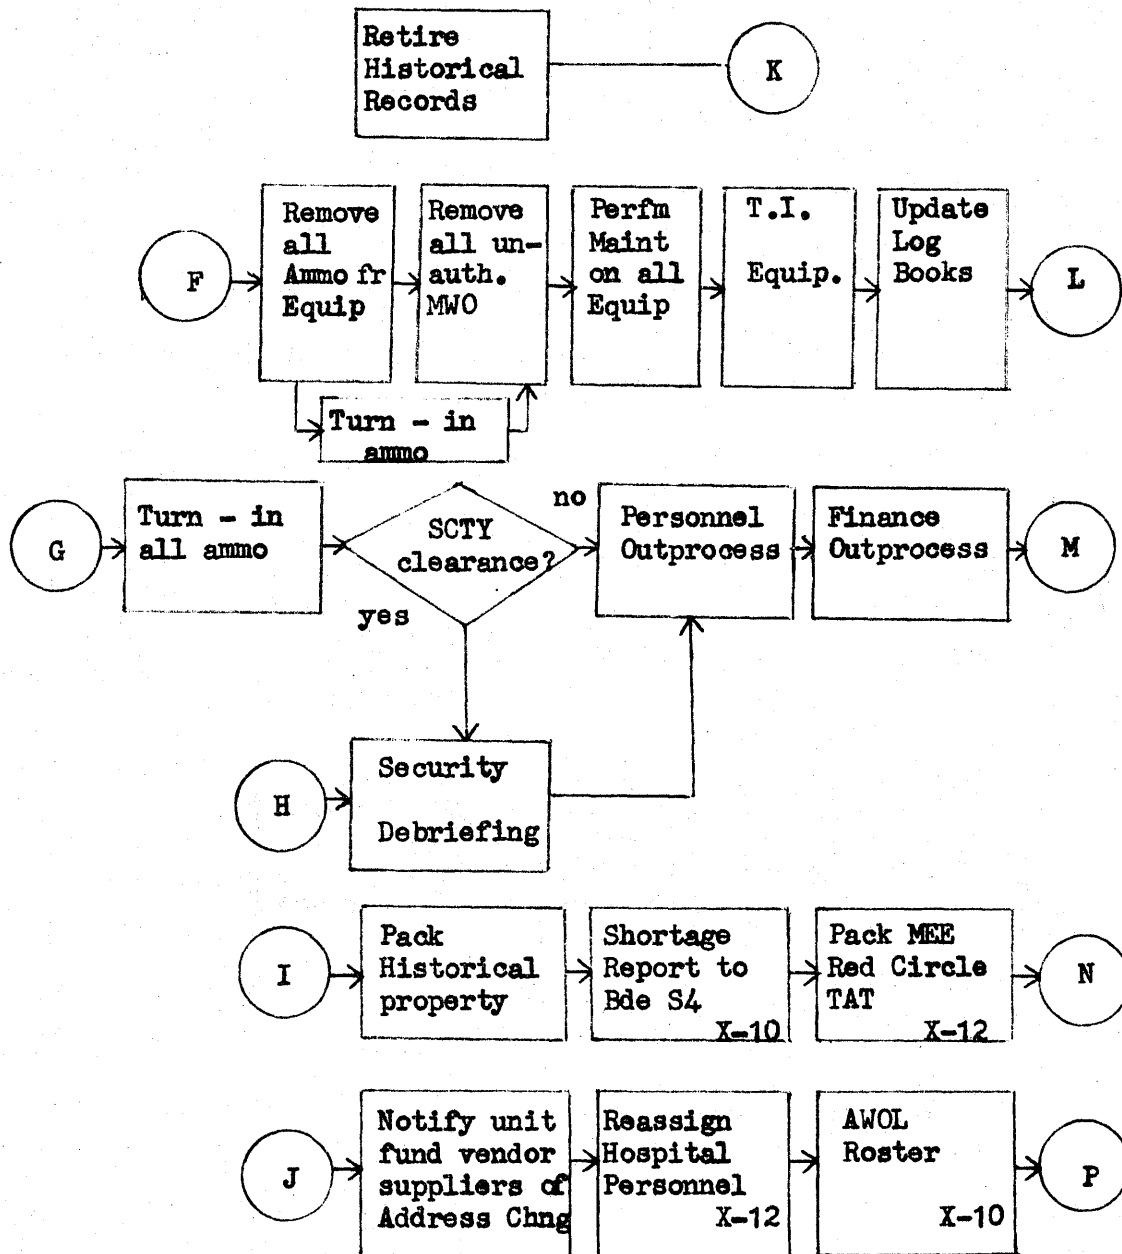 Retire
Historical
Records
K
F
Remove
all
Ammo fr
Equip
Remove
all un-
auth.
MWO
Perfm
Maint
on all
Equip
T.I.
Equip.
Update
Log
Books
L
Turn - in
ammo
G
Turn - in
all ammo
SCTY
clearance?
no
yes
Personnel
Outprocess
Finance
Outprocess
M
H
Security
Debriefing
I
Pack
Historical
property
Shortage
Report to
Bde S4
X-10
Pack MEE
Red Circle
TAT
X-12
N
J
Notify unit
fund vendor
suppliers of
Address Chng
Reassign
Hospital
Personnel
X-12
AWOL
Roster
X-10
P